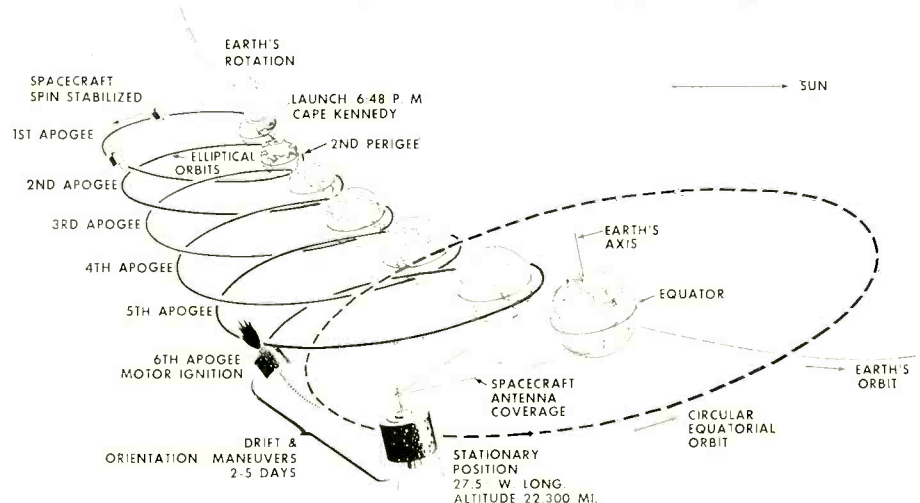 EARTH'S
ROTATION
SPACECRAFT
SPIN STABILIZED
LAUNCH 6:48 P. M
CAPE KENNEDY
SUN
1ST APOGEE
2ND PERIGEE
ELLIPTICAL
ORBITS
2ND APOGEE
3RD APOGEE
EARTH'S
AXIS
4TH APOGEE
EQUATOR
5TH APOGEE
6TH APOGEE
MOTOR IGNITION
EARTH'S
ORBIT
SPACECRAFT
ANTENNA
COVERAGE
CIRCULAR
EQUATORIAL
ORBIT
DRIFT &
ORIENTATION MANEUVERS
2-5 DAYS
STATIONARY
POSITION
27.5 W. LONG.
ALTITUDE 22,300 MI.